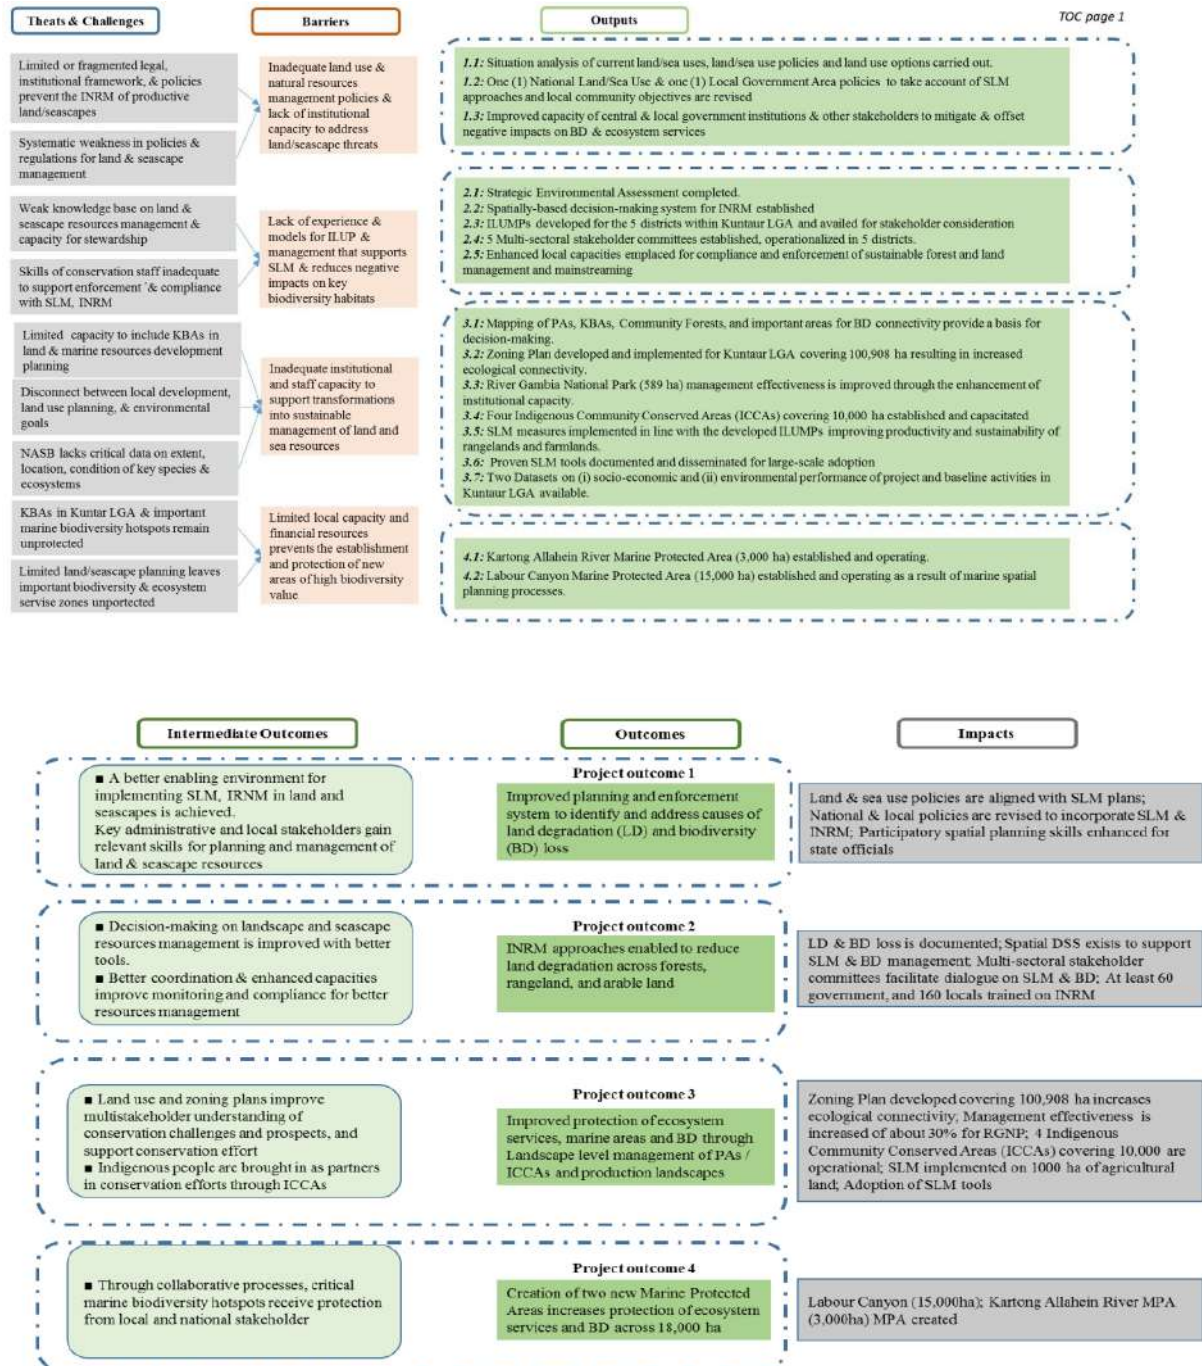 Threats & Challenges
Barriers
Outputs
TOC page 1
Limited or fragmented legal,
institutional framework, & policies
prevent the INRM of productive
land/seascapes
Systematic weakness in policies &
regulations for land & seascape
management
Weak knowledge base on land &
seascape resources management &
capacity for stewardship
Skills of conservation staff inadequate
to support enforcement ´& compliance
with SLM, INRM
Limited capacity to include KBAs in
land & marine resources development
planning
Disconnect between local development,
land use planning, & environmental
goals
NASB lacks critical data on extent,
location, condition of key species &
ecosystems
KBAs in Kuntar LGA & important
marine biodiversity hotspots remain
unprotected
Limited land/seascape planning leaves
important biodiversity & ecosystem
servise zones unportected
Inadequate land use &
natural resources
management policies &
lack of institutional
capacity to address
land/seascape threats
Lack of experience &
models for ILUP &
management that supports
SLM & reduces negative
impacts on key
biodiversity habitats
Inadequate institutional
and staff capacity to
support transformations
into sustainable
management of land and
sea resources
Limited local capacity and
financial resources
prevents the establishment
and protection of new
areas of high biodiversity
value
1.1: Situation analysis of current land/sea uses, land/sea use policies and land use options carried out.
1.2: One (1) National Land/Sea Use & one (1) Local Government Area policies to take account of SLM
approaches and local community objectives are revised
1.3: Improved capacity of central & local government institutions & other stakeholders to mitigate & offset
negative impacts on BD & ecosystem services
2.1: Strategic Environmental Assessment completed.
2.2: Spatially-based decision-making system for INRM established
2.3: ILUMPs developed for the 5 districts within Kuntaur LGA and availed for stakeholder consideration
2.4: 5 Multi-sectoral stakeholder committees established, operationalized in 5 districts.
2.5: Enhanced local capacities emplaced for compliance and enforcement of sustainable forest and land
management and mainstreaming
3.1: Mapping of PAs, KBAs, Community Forests, and important areas for BD connectivity provide a basis for
decision-making.
3.2: Zoning Plan developed and implemented for Kuntaur LGA covering 100,908 ha resulting in increased
ecological connectivity.
3.3: River Gambia National Park (589 ha) management effectiveness is improved through the enhancement of
institutional capacity.
3.4: Four Indigenous Community Conserved Areas (ICCAs) covering 10,000 ha established and capacitated
3.5: SLM measures implemented in line with the developed ILUMPs improving productivity and sustainability of
rangelands and farmlands.
3.6: Proven SLM tools documented and disseminated for large-scale adoption
3.7: Two Datasets on (i) socio-economic and (ii) environmental performance of project and baseline activities in
Kuntaur LGA available.
4.1: Kartong Allahein River Marine Protected Area (3,000 ha) established and operating.
4.2: Labour Canyon Marine Protected Area (15,000 ha) established and operating as a result of marine spatial
planning processes.
Intermediate Outcomes
Outcomes
Impacts
■ A better enabling environment for
implementing SLM, IRNM in land and
seascapes is achieved.
Key administrative and local stakeholders gain
relevant skills for planning and management of
land & seascape resources
Project outcome 1
Improved planning and enforcement
system to identify and address causes of
land degradation (LD) and biodiversity
(BD) loss
Land & sea use policies are aligned with SLM plans;
National & local policies are revised to incorporate SLM &
INRM; Participatory spatial planning skills enhanced for
state officials
■ Decision-making on landscape and seascape
resources management is improved with better
tools.
■ Better coordination & enhanced capacities
improve monitoring and compliance for better
resources management
Project outcome 2
INRM approaches enabled to reduce
land degradation across forests,
rangeland, and arable land
LD & BD loss is documented; Spatial DSS exists to support
SLM & BD management; Multi-sectoral stakeholder
committees facilitate dialogue on SLM & BD; At least 60
government, and 160 locals trained on INRM
■ Land use and zoning plans improve
multistakeholder understanding of
conservation challenges and prospects, and
support conservation effort
■ Indigenous people are brought in as partners
in conservation efforts through ICCAs
Project outcome 3
Improved protection of ecosystem
services, marine areas and BD through
Landscape level management of PAs /
ICCAs and production landscapes
Zoning Plan developed covering 100,908 ha increases
ecological connectivity; Management effectiveness is
increased of about 30% for RGNP; 4 Indigenous
Community Conserved Areas (ICCAs) covering 10,000 are
operational; SLM implemented on 1000 ha of agricultural
land; Adoption of SLM tools
■ Through collaborative processes, critical
marine biodiversity hotspots receive protection
from local and national stakeholder
Project outcome 4
Creation of two new Marine Protected
Areas increases protection of ecosystem
services and BD across 18,000 ha
Labour Canyon (15,000ha); Kartong Allahein River MPA
(3,000ha) MPA created